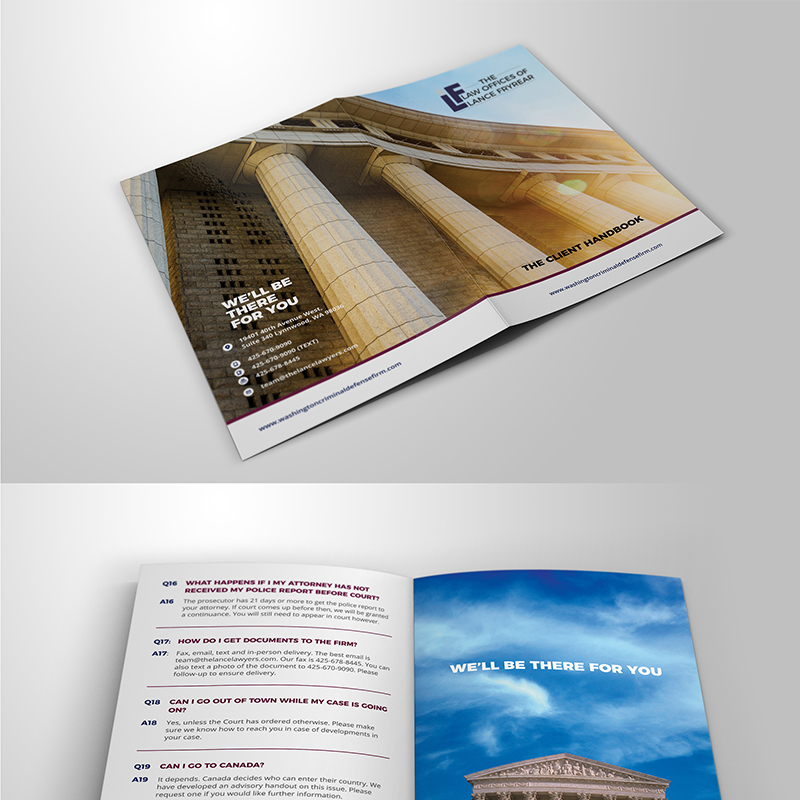 THE
LAW OFFICES OF
LANCE FRYREAR
LF
THE CLIENT HANDBOOK
www.washingtoncriminaldefensefirm.com
WE'LL BE
THERE
FOR YOU
19401 40th Avenue West,
Suite 340 Lynnwood, WA 98036
425-670-9090
425-670-9090 (TEXT)
425-678-8445
team@thelancelawyers.com
www.washingtoncriminaldefensefirm.com
Q16 WHAT HAPPENS IF I MY ATTORNEY HAS NOT
RECEIVED MY POLICE REPORT BEFORE COURT?
A16 The prosecutor has 21 days or more to get the police report to
your attorney. If court comes up before then, we will be granted
a continuance. You will still need to appear in court however.
Q17: HOW DO I GET DOCUMENTS TO THE FIRM?
A17: Fax, email, text and in-person delivery. The best email is
team@thelancelawyers.com. Our fax is 425-678-8445. You can
also text a photo of the document to 425-670-9090. Please
follow-up to ensure delivery.
Q18 CAN I GO OUT OF TOWN WHILE MY CASE IS GOING
ON?
A18 Yes, unless the Court has ordered otherwise. Please make
sure we know how to reach you in case of developments in
your case.
Q19 CAN I GO TO CANADA?
A19 It depends. Canada decides who can enter their country. We
have developed an advisory handout on this issue. Please
request one if you would like further information.
WE'LL BE THERE FOR YOU